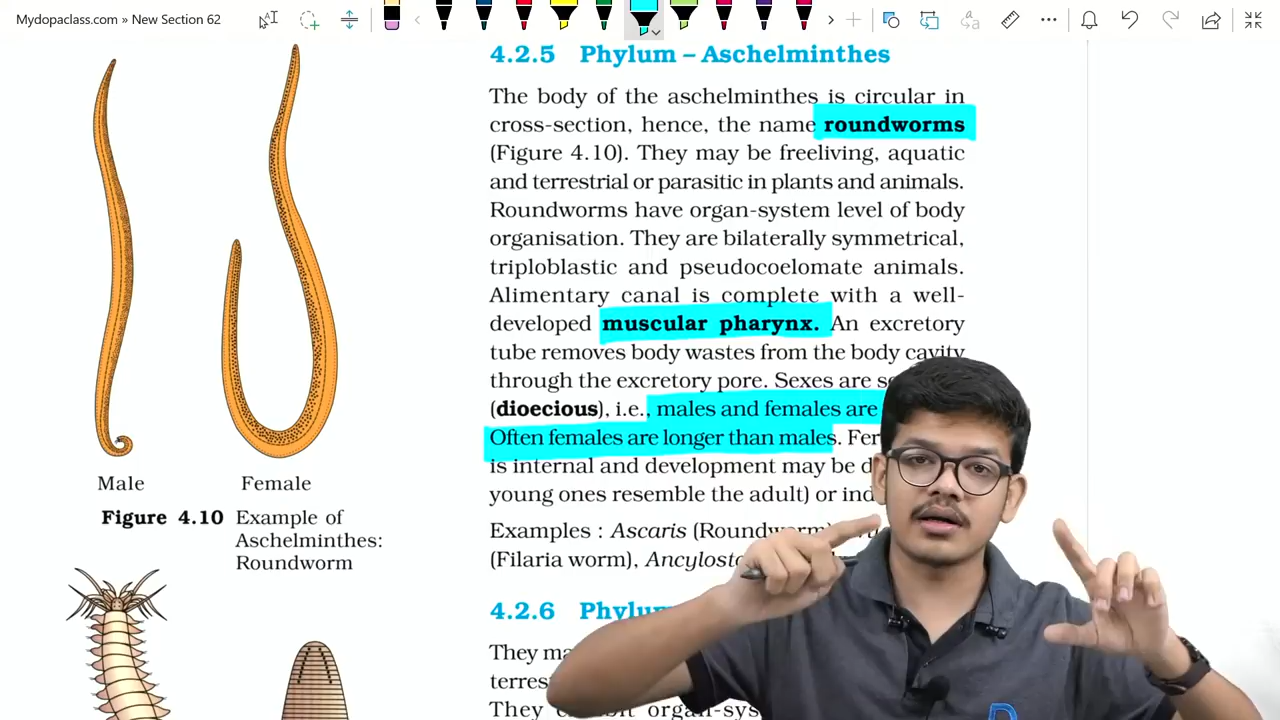 Mydopaclass.com » New Section 62
4.2.5 Phylum – Aschelminthes
The body of the aschelminthes is circular in
cross-section, hence, the name roundworms
(Figure 4.10). They may be freeliving, aquatic
and terrestrial or parasitic in plants and animals.
Roundworms have organ-system level of body
organisation. They are bilaterally symmetrical,
triploblastic and pseudocoelomate animals.
Alimentary canal is complete with a well-
developed muscular pharynx. An excretory
tube removes body wastes from the body cavity
through the excretory pore. Sexes are
(dioecious), i.e., males and females are
Often females are longer than males.
is internal and development may be
young ones resemble the adult) or
Examples : Ascaris (Roundworm)
(Filaria worm),
4.2.6
They
They
Male Female
Figure 4.10 Example of
Aschelminthes:
Roundworm